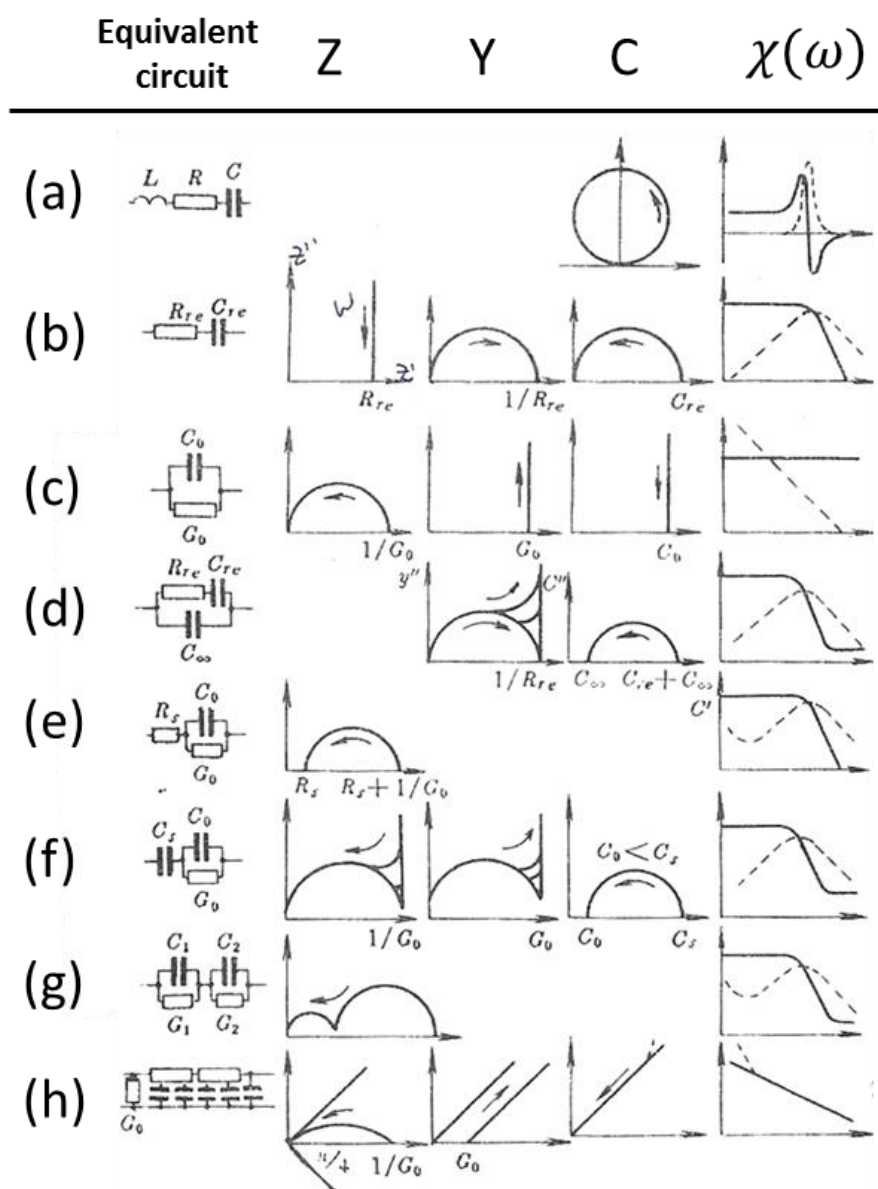 Equivalent circuit Z Y C χ(ω)
(a) L R C
Z''
(b) R_re C_re ω Z' R_re 1/R_re C_re
(c) C_0 G_0 1/G_0 G_0 C_0
(d) R_re C_re C_∞ y'' 1/R_re C'' C_∞ C_re + C_∞
(e) R_s C_0 G_0 R_s R_s + 1/G_0 C'
(f) C_s C_0 G_0 1/G_0 G_0 C_0 < C_s C_0 C_s
(g) C_1 C_2 G_1 G_2
(h) G_0 π/4 1/G_0 G_0